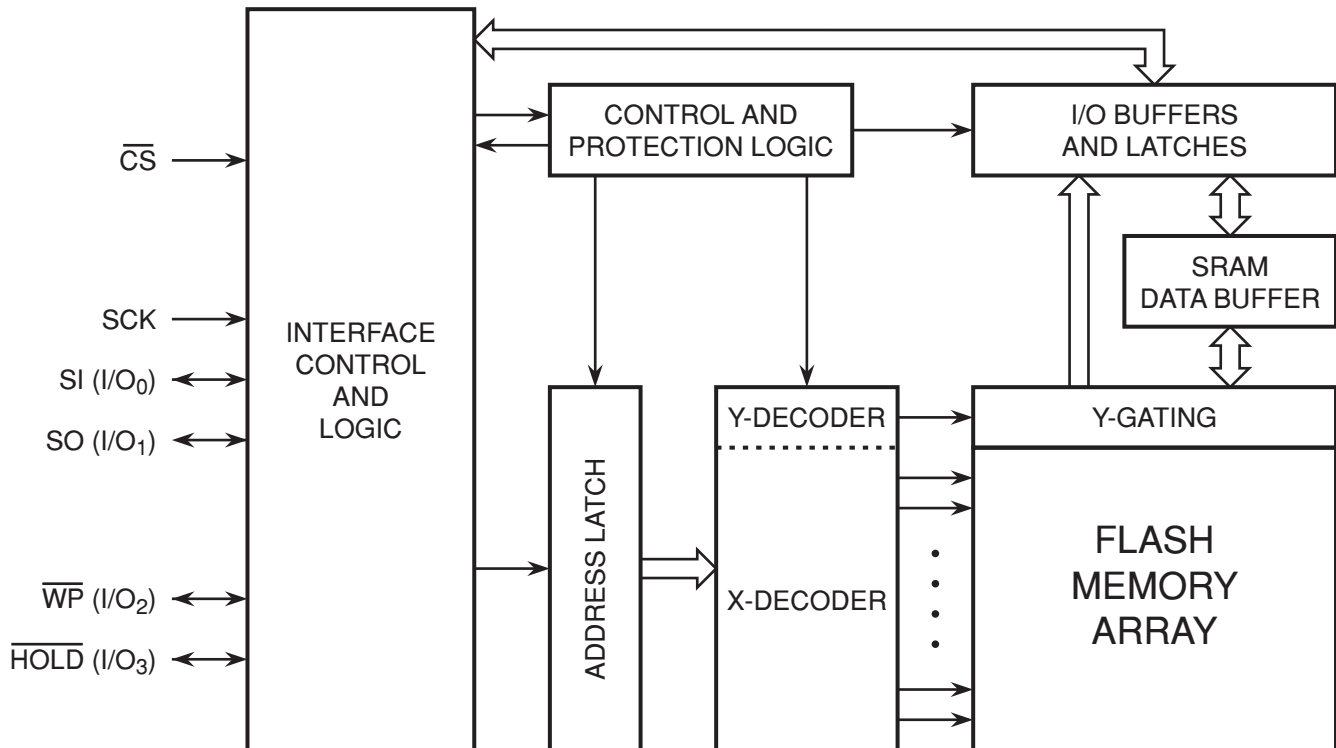 CS
SCK
SI (I/O0)
SO (I/O1)
WP (I/O2)
HOLD (I/O3)
INTERFACE
CONTROL
AND
LOGIC
CONTROL AND
PROTECTION LOGIC
I/O BUFFERS
AND LATCHES
SRAM
DATA BUFFER
ADDRESS LATCH
Y-DECODER
X-DECODER
Y-GATING
FLASH
MEMORY
ARRAY